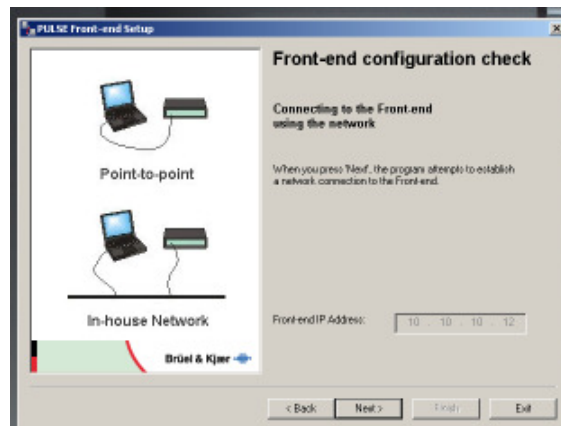 PULSE Front-end Setup
Point-to-point
In-house Network
Brüel & Kjær
Front-end configuration check
Connecting to the Front-end
using the network
When you press 'Next', the program attempts to establish
a network connection to the Front-end.
Front-end IP Address: 10 . 10 . 10 . 12
< Back Next > Finish Exit